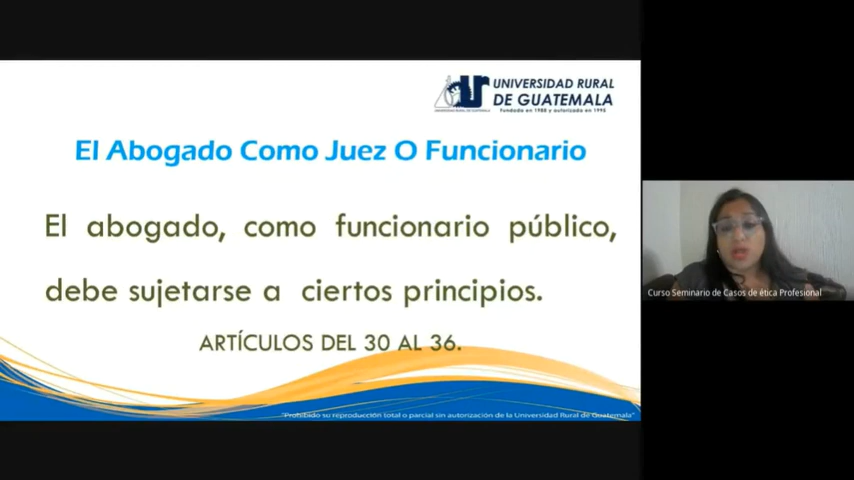 UNIVERSIDAD RURAL
DE GUATEMALA
Fundada en 1988 y autorizada en 1995
El Abogado Como Juez O Funcionario
El abogado, como funcionario público,
debe sujetarse a ciertos principios.
ARTÍCULOS DEL 30 AL 36.
"Prohibido su reproducción total o parcial sin autorización de la Universidad Rural de Guatemala"
Curso Seminario de Casos de ética Profesional